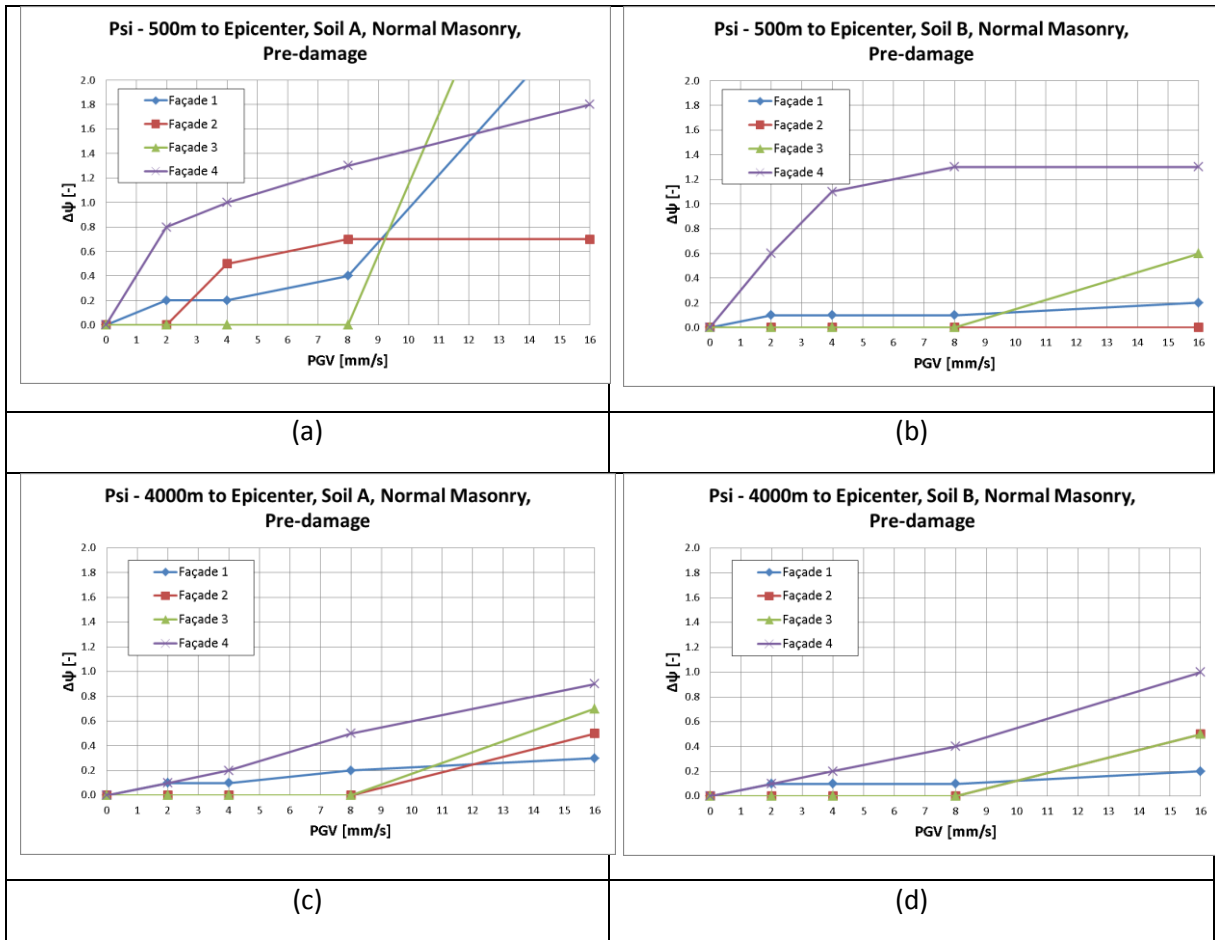 Psi - 500m to Epicenter, Soil A, Normal Masonry,
Pre-damage
2.0
1.8
1.6
1.4
1.2
1.0
0.8
0.6
0.4
0.2
0.0
Δψ [-]
Façade 1
Façade 2
Façade 3
Façade 4
0 1 2 3 4 5 6 7 8 9 10 11 12 13 14 15 16
PGV [mm/s]
(a)
Psi - 500m to Epicenter, Soil B, Normal Masonry,
Pre-damage
2.0
1.8
1.6
1.4
1.2
1.0
0.8
0.6
0.4
0.2
0.0
Δψ [-]
Façade 1
Façade 2
Façade 3
Façade 4
0 1 2 3 4 5 6 7 8 9 10 11 12 13 14 15 16
PGV [mm/s]
(b)
Psi - 4000m to Epicenter, Soil A, Normal Masonry,
Pre-damage
2.0
1.8
1.6
1.4
1.2
1.0
0.8
0.6
0.4
0.2
0.0
Δψ [-]
Façade 1
Façade 2
Façade 3
Façade 4
0 1 2 3 4 5 6 7 8 9 10 11 12 13 14 15 16
PGV [mm/s]
(c)
Psi - 4000m to Epicenter, Soil B, Normal Masonry,
Pre-damage
2.0
1.8
1.6
1.4
1.2
1.0
0.8
0.6
0.4
0.2
0.0
Δψ [-]
Façade 1
Façade 2
Façade 3
Façade 4
0 1 2 3 4 5 6 7 8 9 10 11 12 13 14 15 16
PGV [mm/s]
(d)